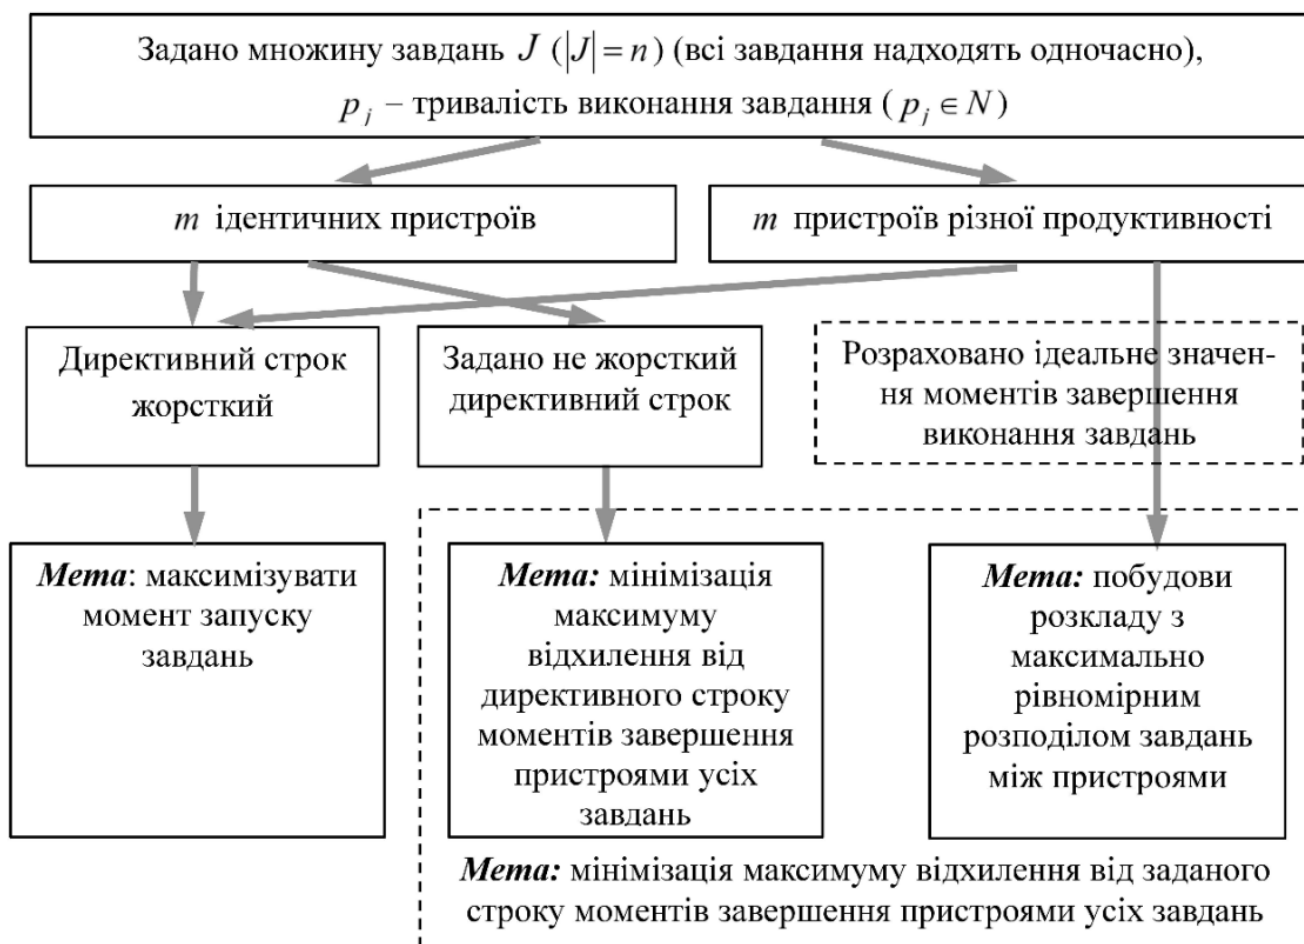 Задано множину завдань J (|J| = n) (всі завдання надходять одночасно),
p_j – тривалість виконання завдання ( p_j ∈ N )
m ідентичних пристроїв
m пристроїв різної продуктивності
Директивний строк
жорсткий
Задано не жорсткий
директивний строк
Розраховано ідеальне значен-
ня моментів завершення
виконання завдань
Мета: максимізувати
момент запуску
завдань
Мета: мінімізація
максимуму
відхилення від
директивного строку
моментів завершення
пристроями усіх
завдань
Мета: побудови
розкладу з
максимально
рівномірним
розподілом завдань
між пристроями
Мета: мінімізація максимуму відхилення від заданого
строку моментів завершення пристроями усіх завдань